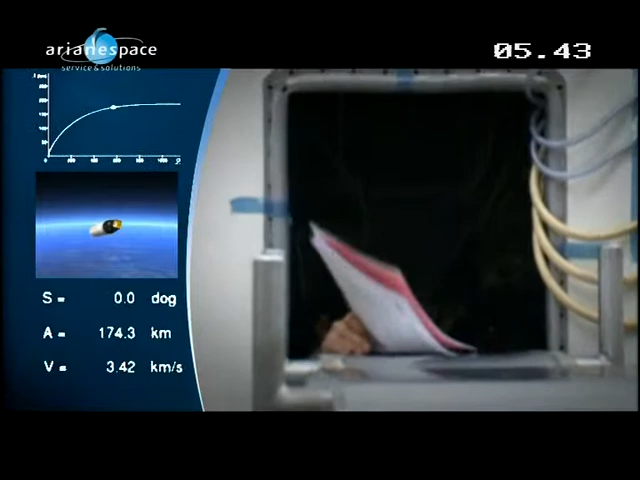 arianespace
service & solutions
05.43
S = 0.0 dog
A = 174.3 km
V = 3.42 km/s